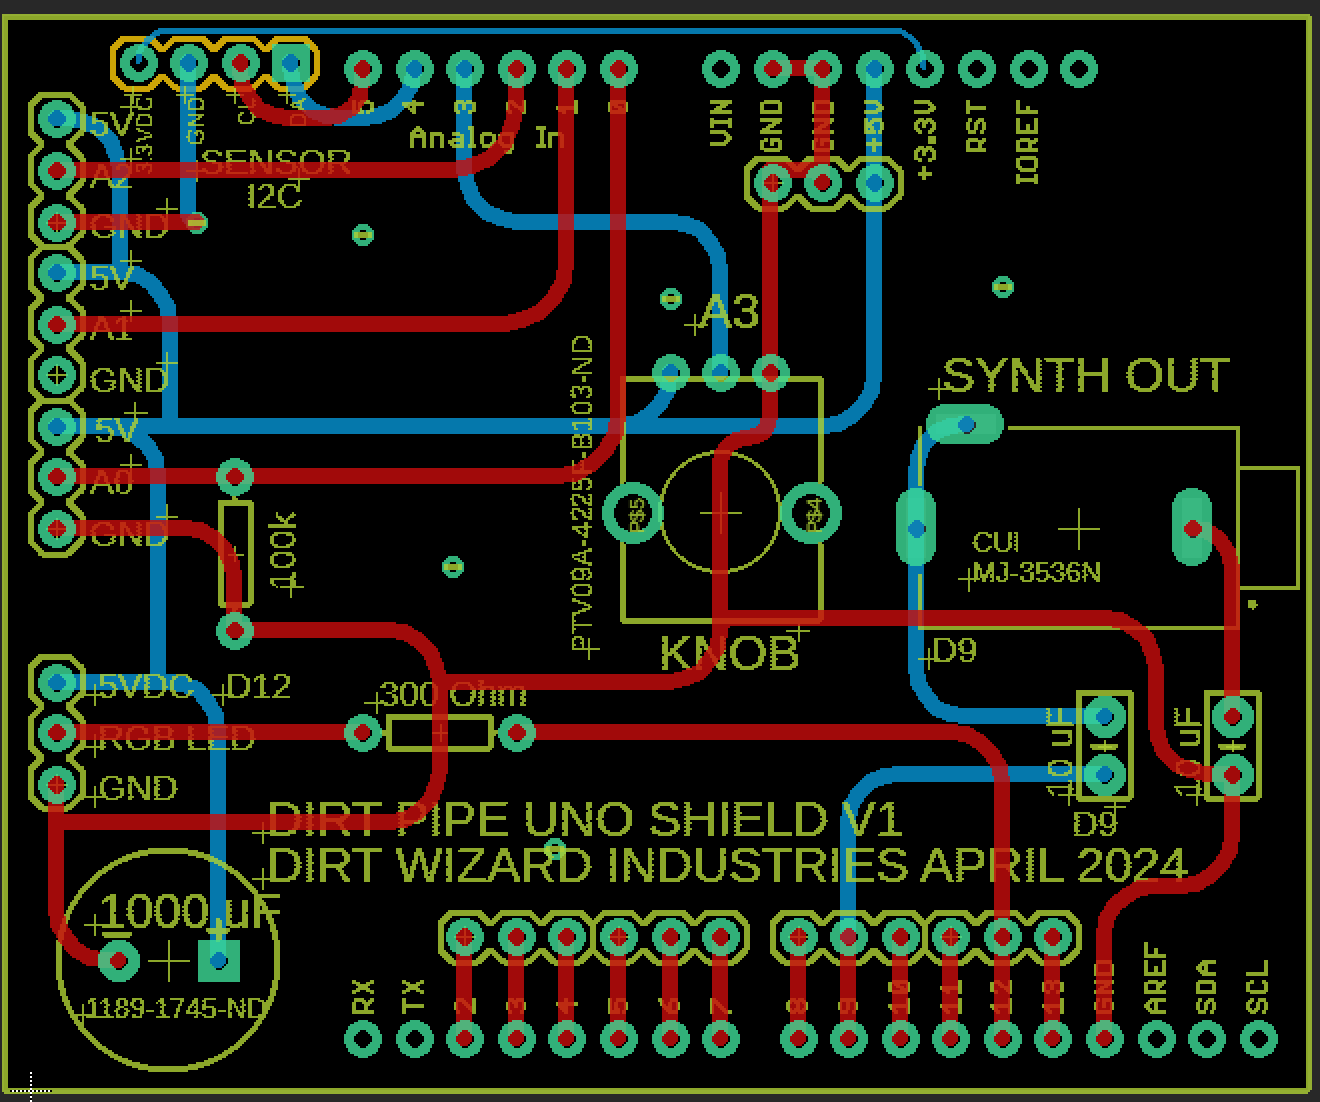 5V
3.3VDC
GND
CL
DA
5
4
3
2
1
0
Analog In
VIN
GND
GND
+5V
+3.3V
RST
IOREF
A2
SENSOR
I2C
GND
5V
A1
A3
GND
SYNTH OUT
5V
A0
GND
100k
PTV09A-4225F-B103-ND
P$5
P$4
CUI
MJ-3536N
KNOB
D9
5VDC
D12
300 Ohm
RGB LED
GND
10 uF
10 uF
D9
DIRT PIPE UNO SHIELD V1
DIRT WIZARD INDUSTRIES APRIL 2024
1000 uF
1189-1745-ND
RX
TX
2
3
4
5
6
7
8
9
10
11
12
13
GND
AREF
SDA
SCL